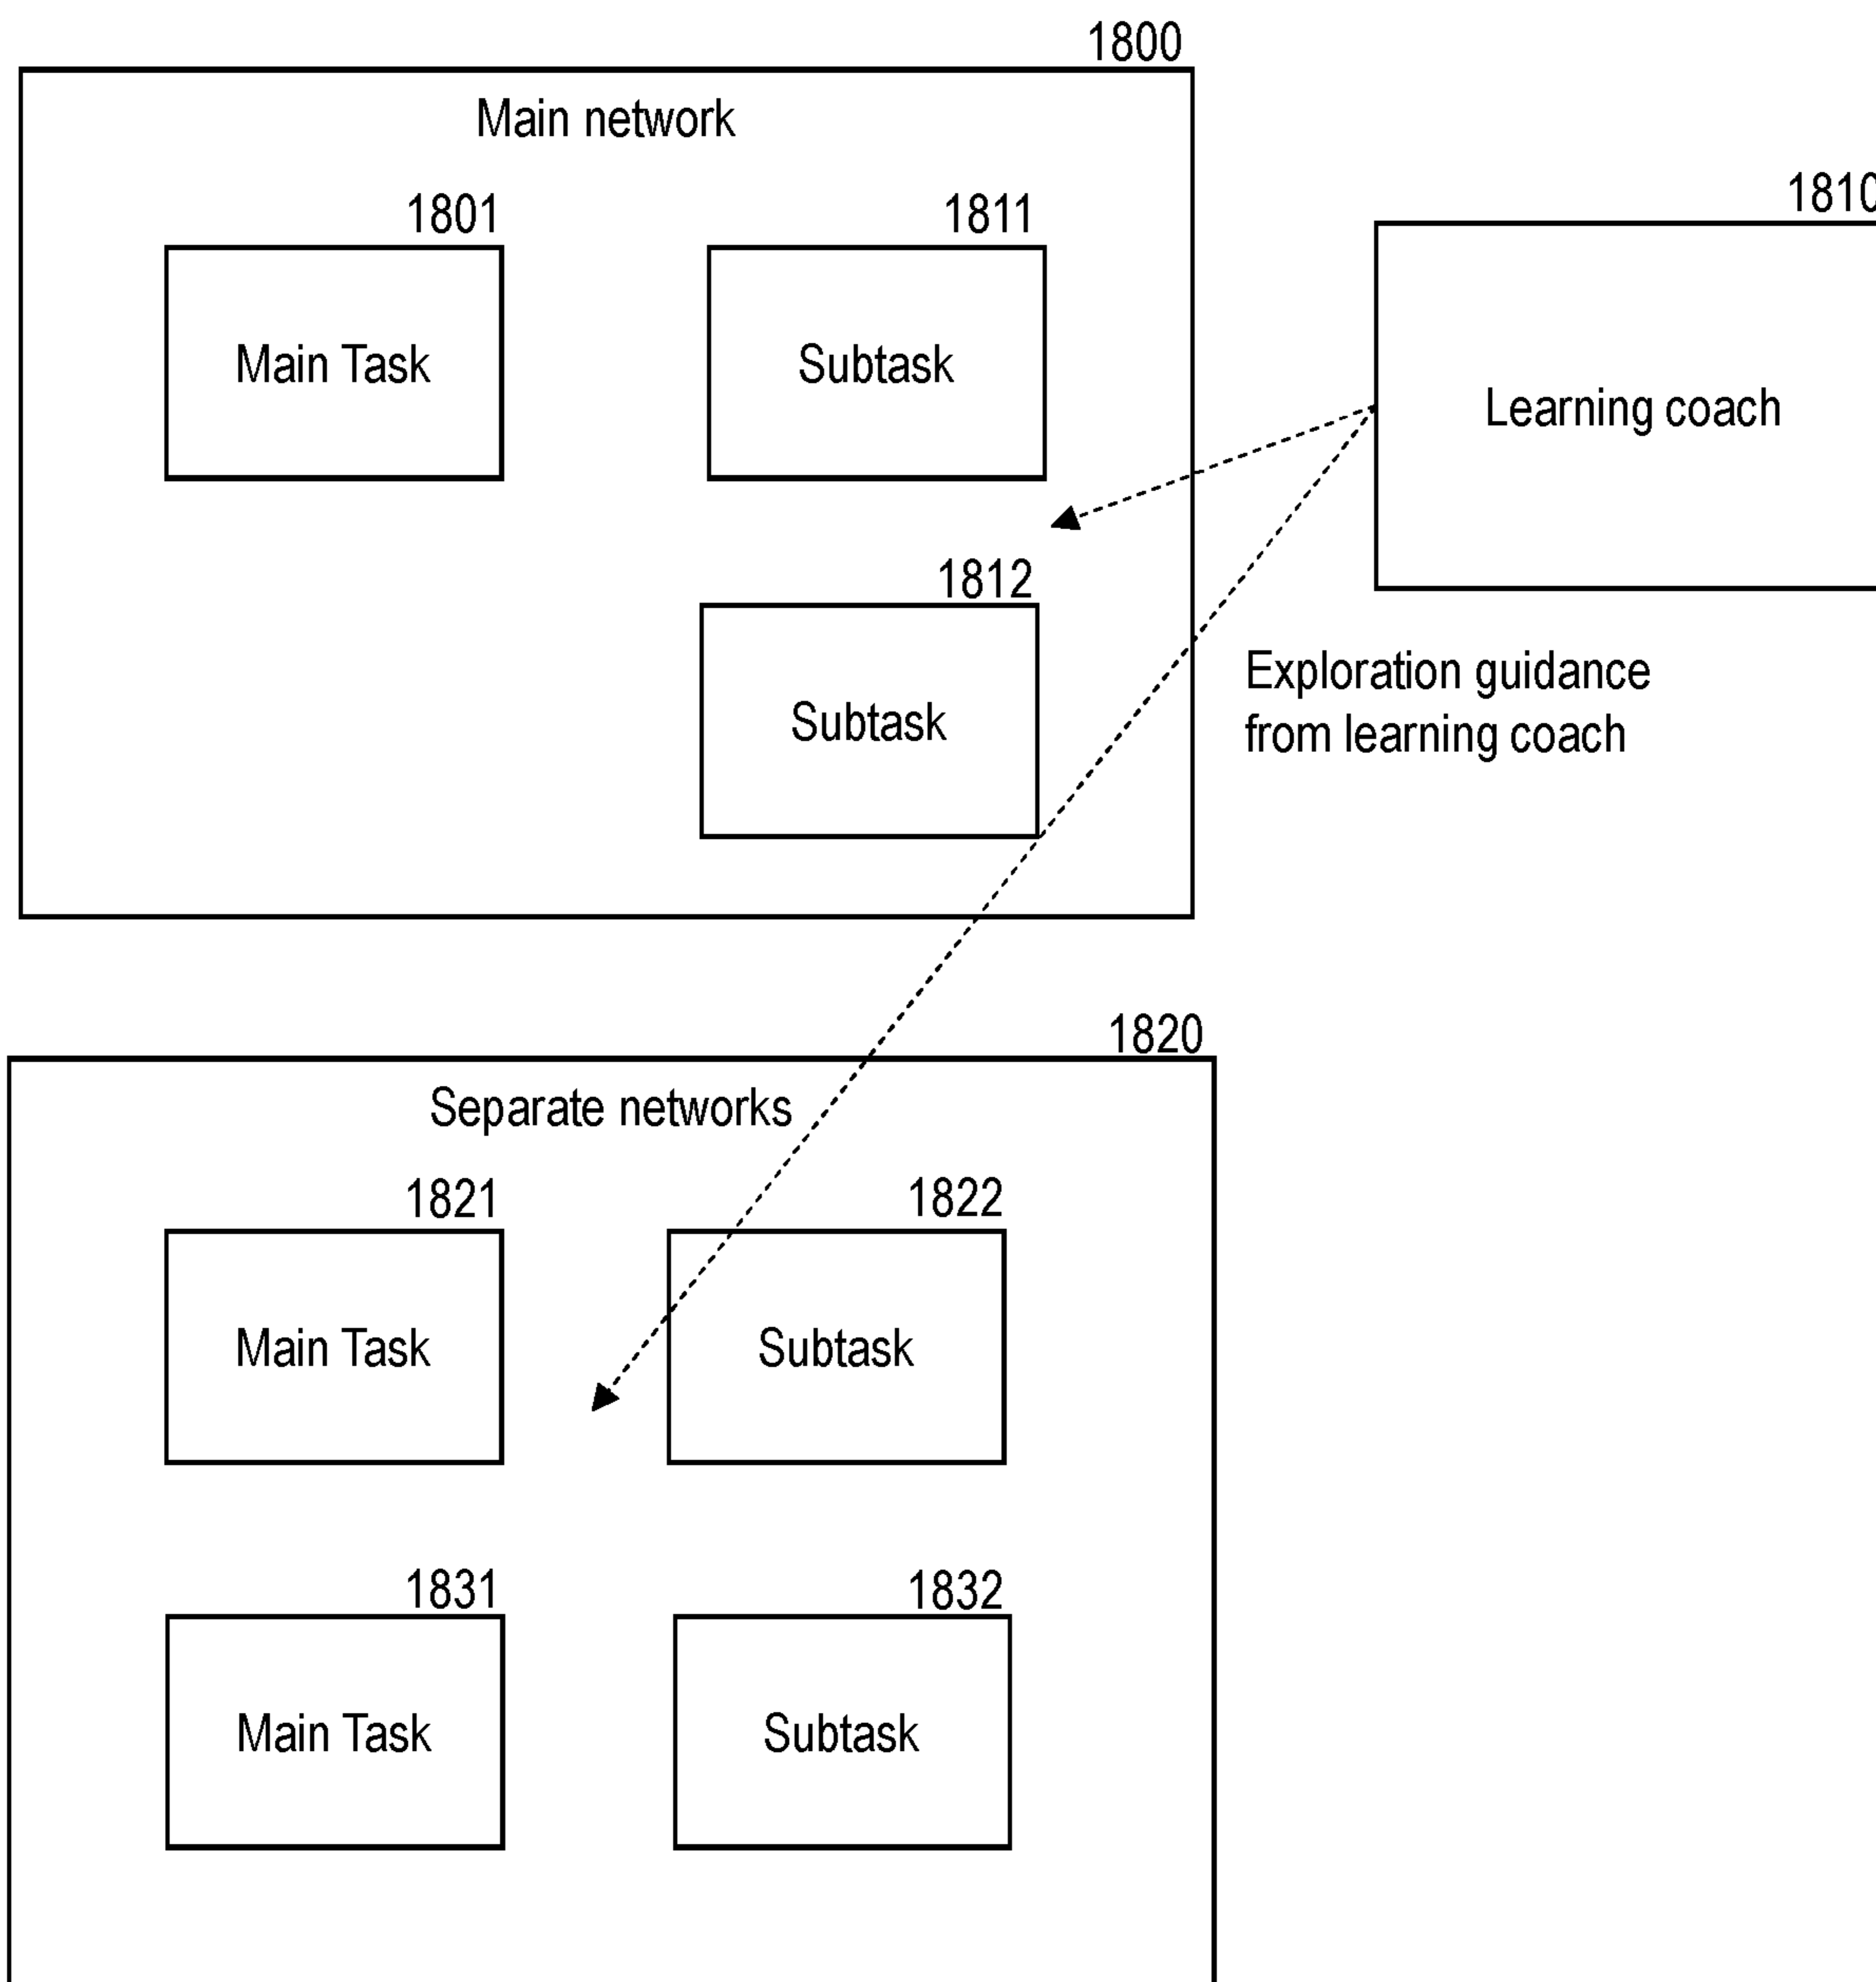 1800
Main network
1801
1811
Main Task
Subtask
1812
Subtask
1810
Learning coach
Exploration guidance
from learning coach
1820
Separate networks
1821
1822
Main Task
Subtask
1831
1832
Main Task
Subtask